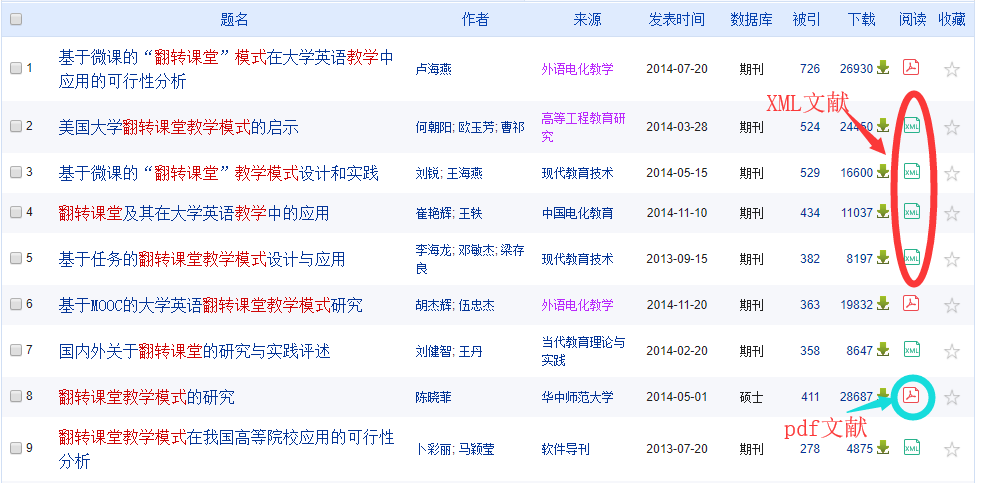 题名 作者 来源 发表时间 数据库 被引 下载 阅读 收藏
1 基于微课的“翻转课堂”模式在大学英语教学中 卢海燕 外语电化教学 2014-07-20 期刊 726 26930
应用的可行性分析
XML文献
2 美国大学翻转课堂教学模式的启示 何朝阳; 欧玉芳; 曹祁 高等工程教育研 2014-03-28 期刊 524 24460 XML
究
3 基于微课的“翻转课堂”教学模式设计和实践 刘锐; 王海燕 现代教育技术 2014-05-15 期刊 529 16600 XML
4 翻转课堂及其在大学英语教学中的应用 崔艳辉; 王轶 中国电化教育 2014-11-10 期刊 434 11037 XML
5 基于任务的翻转课堂教学模式设计与应用 李海龙; 邓敏杰; 梁存 现代教育技术 2013-09-15 期刊 382 8197 XML
良
6 基于MOOC的大学英语翻转课堂教学模式研究 胡杰辉; 伍忠杰 外语电化教学 2014-11-20 期刊 363 19832
7 国内外关于翻转课堂的研究与实践评述 刘健智; 王丹 当代教育理论与 2014-02-20 期刊 358 8647 XML
实践
8 翻转课堂教学模式的研究 陈晓菲 华中师范大学 2014-05-01 硕士 411 28687
pdf文献
9 翻转课堂教学模式在我国高等院校应用的可行性 卜彩丽; 马颖莹 软件导刊 2013-07-20 期刊 278 4875 XML
分析